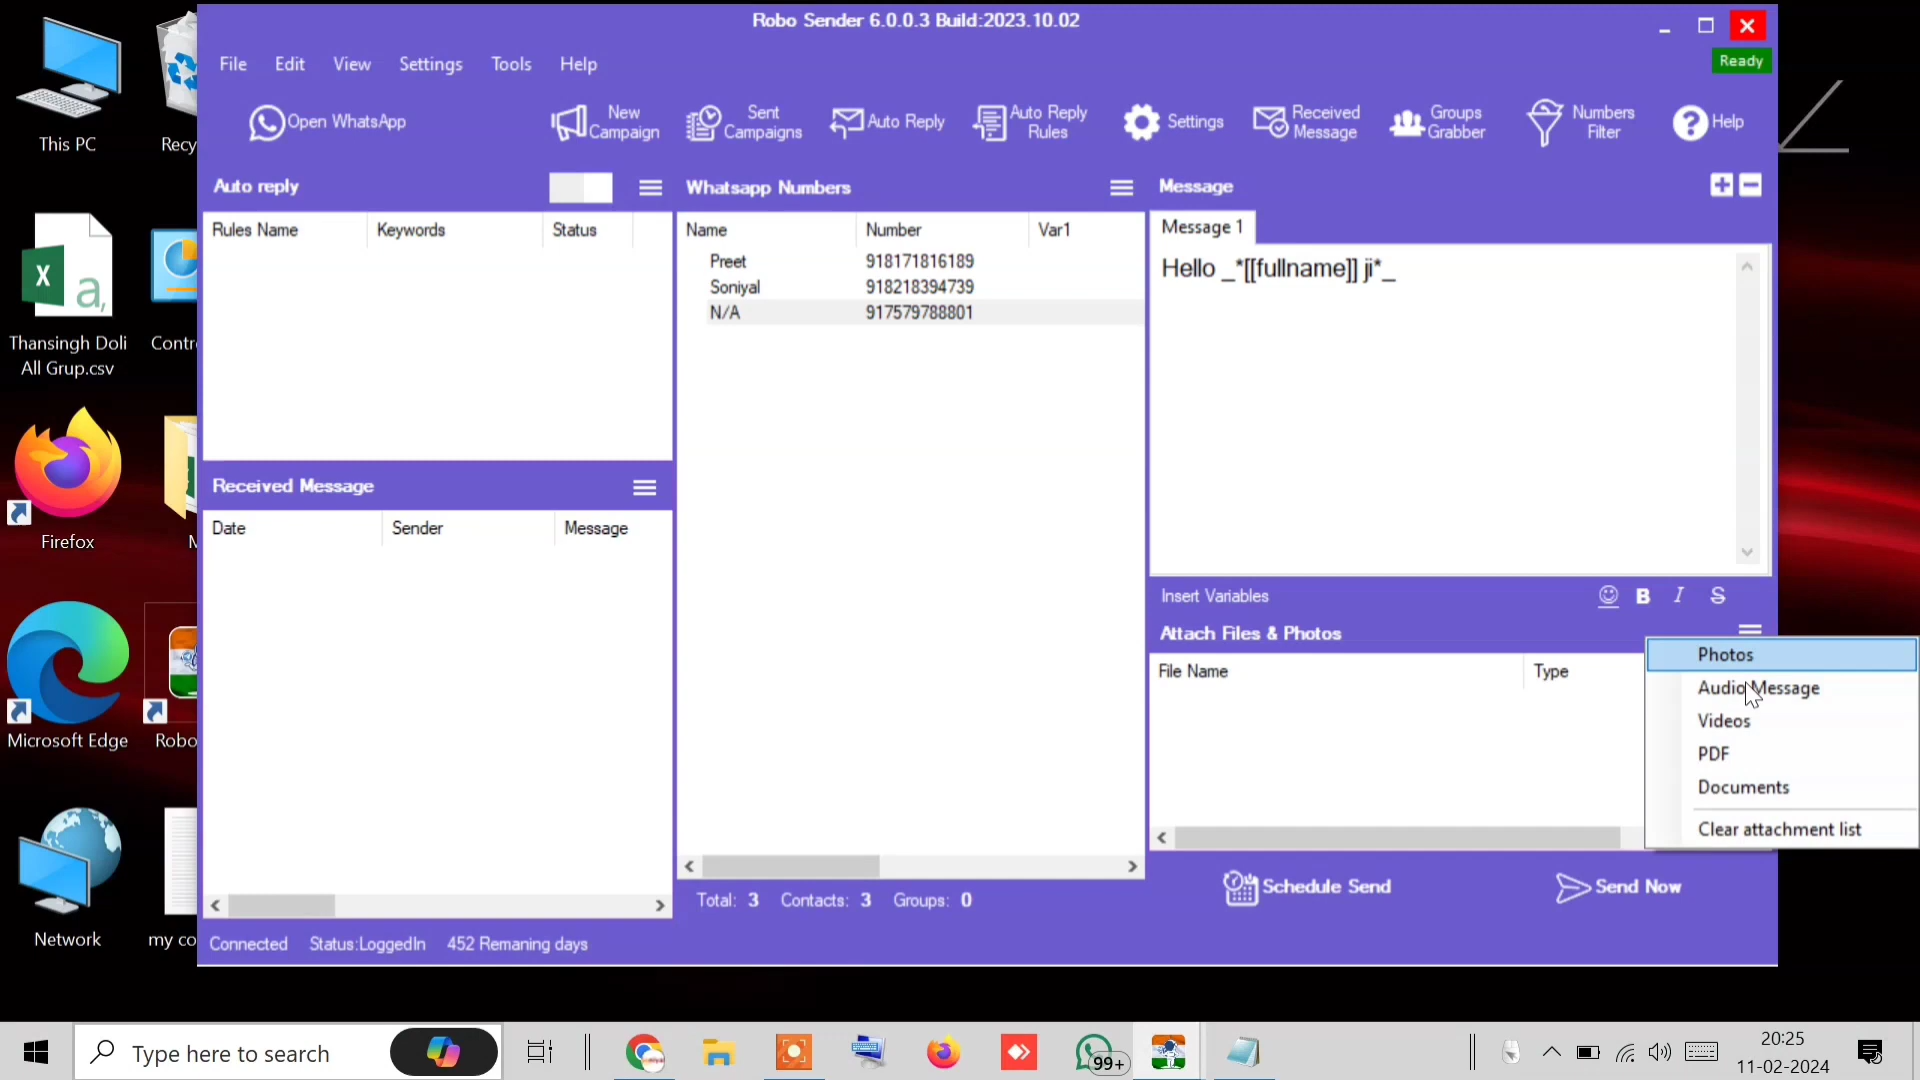 Robo Sender 6.0.0.3 Build:2023.10.02
Ready
File Edit View Settings Tools Help
Open WhatsApp
New Campaign
Sent Campaigns
Auto Reply
Auto Reply Rules
Settings
Received Message
Groups Grabber
Numbers Filter
Help
Auto reply
Rules Name Keywords Status
Received Message
Date Sender Message
Whatsapp Numbers
Name Number Var1
Preet 918171816189
Soniyal 918218394739
N/A 917579788801
Total: 3 Contacts: 3 Groups: 0
Message
Message 1
Hello _*[[fullname]] ji*_
Insert Variables B I S
Attach Files & Photos
File Name Type
Photos
Audio Message
Videos
PDF
Documents
Clear attachment list
Schedule Send
Send Now
Connected Status:LoggedIn 452 Remaning days
This PC
Recy
Thansingh Doli
All Grup.csv
Contr
Firefox
Microsoft Edge
Robo
Network
my co
Type here to search
99+
20:25
11-02-2024